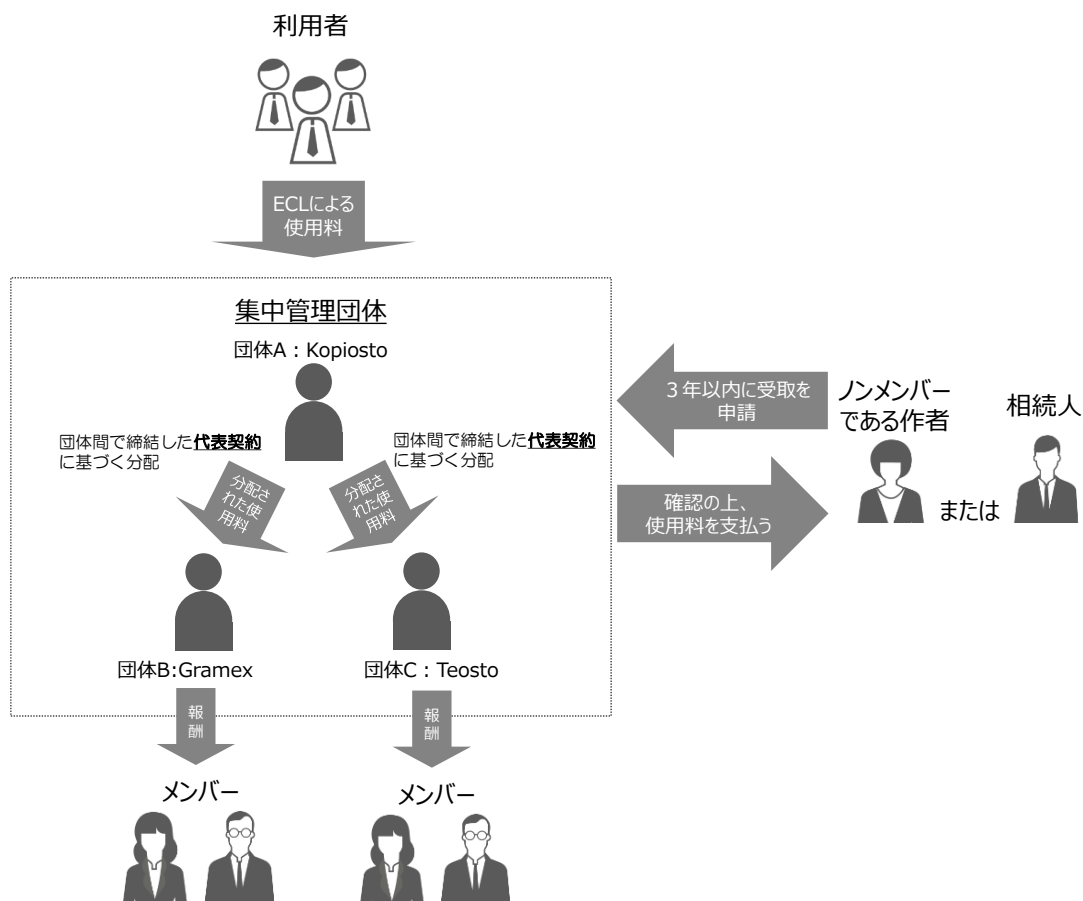 利用者
ECLによる
使用料
集中管理団体
団体A：Kopiosto
団体間で締結した代表契約
に基づく分配
団体間で締結した代表契約
に基づく分配
分配さ
れた使
用料
分配さ
れた使
用料
団体B:Gramex
団体C：Teosto
報
酬
報
酬
メンバー
メンバー
３年以内に受取を
申請
確認の上、
使用料を支払う
ノンメンバー
である作者
または
相続人